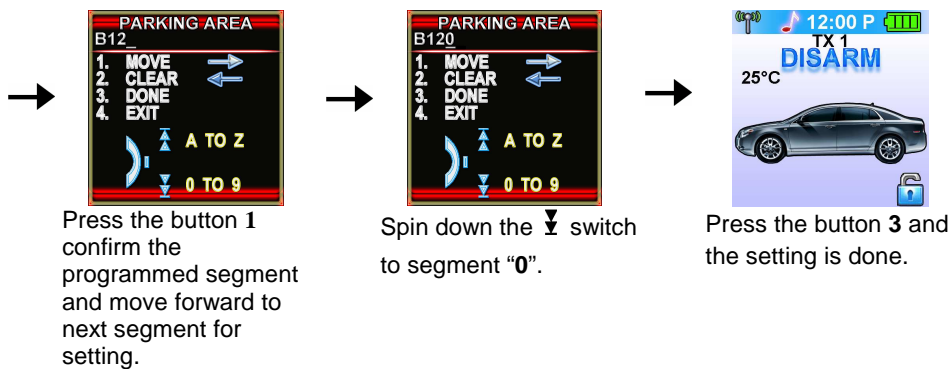 PARKING AREA
B12_
1. MOVE
2. CLEAR
3. DONE
4. EXIT
A TO Z
0 TO 9
Press the button 1
confirm the
programmed segment
and move forward to
next segment for
setting.
PARKING AREA
B120
1. MOVE
2. CLEAR
3. DONE
4. EXIT
A TO Z
0 TO 9
Spin down the switch
to segment “0”.
12:00 P
TX 1
DISARM
25°C
Press the button 3 and
the setting is done.